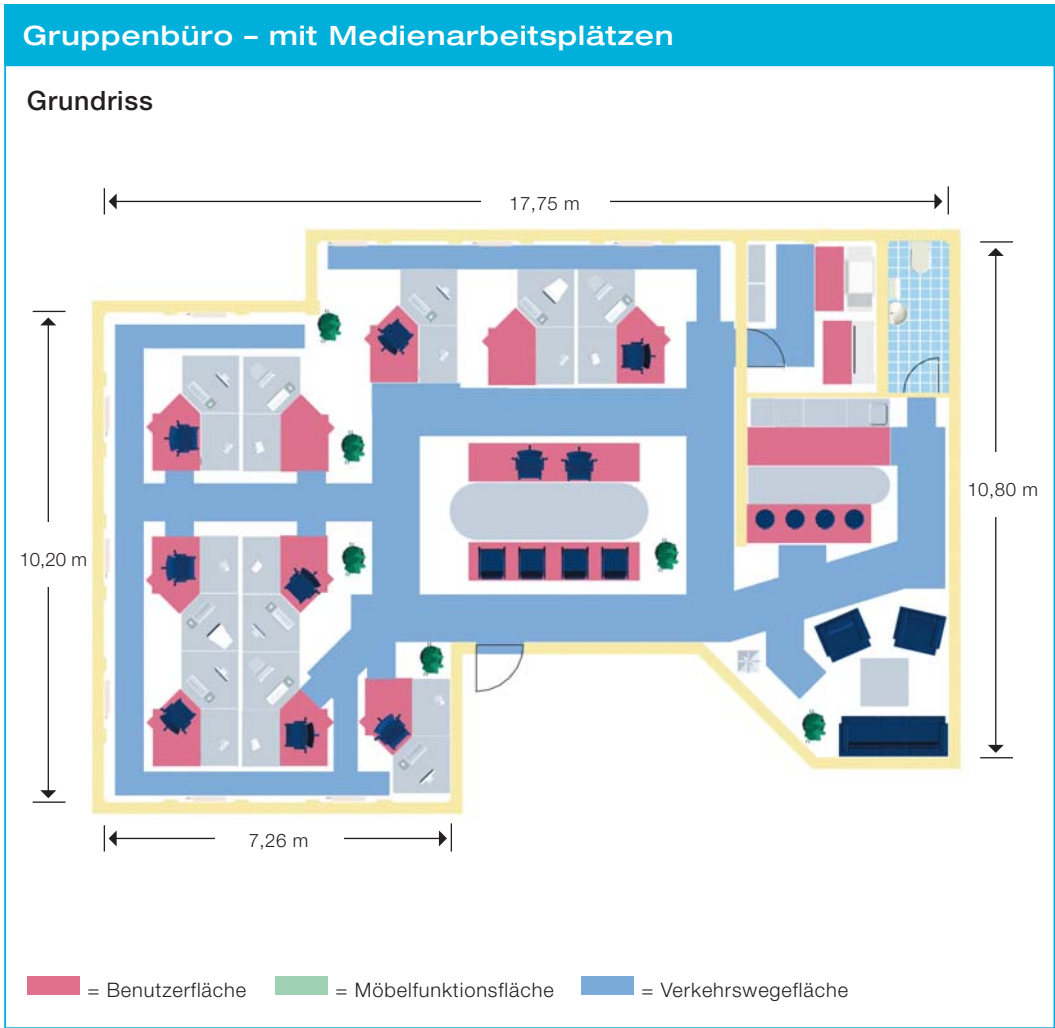 Gruppenbüro – mit Medienarbeitsplätzen
Grundriss
17,75 m
10,80 m
10,20 m
7,26 m
= Benutzerfläche = Möbelfunktionsfläche = Verkehrswegefläche